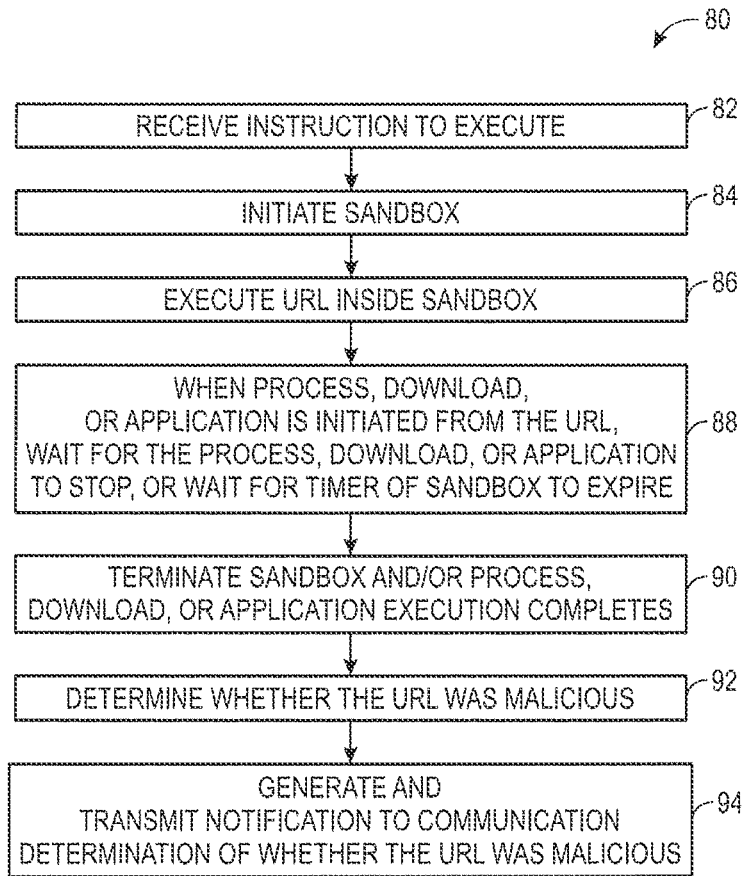 80
RECEIVE INSTRUCTION TO EXECUTE
82
INITIATE SANDBOX
84
EXECUTE URL INSIDE SANDBOX
86
WHEN PROCESS, DOWNLOAD,
OR APPLICATION IS INITIATED FROM THE URL,
WAIT FOR THE PROCESS, DOWNLOAD, OR APPLICATION
TO STOP, OR WAIT FOR TIMER OF SANDBOX TO EXPIRE
88
TERMINATE SANDBOX AND/OR PROCESS,
DOWNLOAD, OR APPLICATION EXECUTION COMPLETES
90
DETERMINE WHETHER THE URL WAS MALICIOUS
92
GENERATE AND
TRANSMIT NOTIFICATION TO COMMUNICATION
DETERMINATION OF WHETHER THE URL WAS MALICIOUS
94